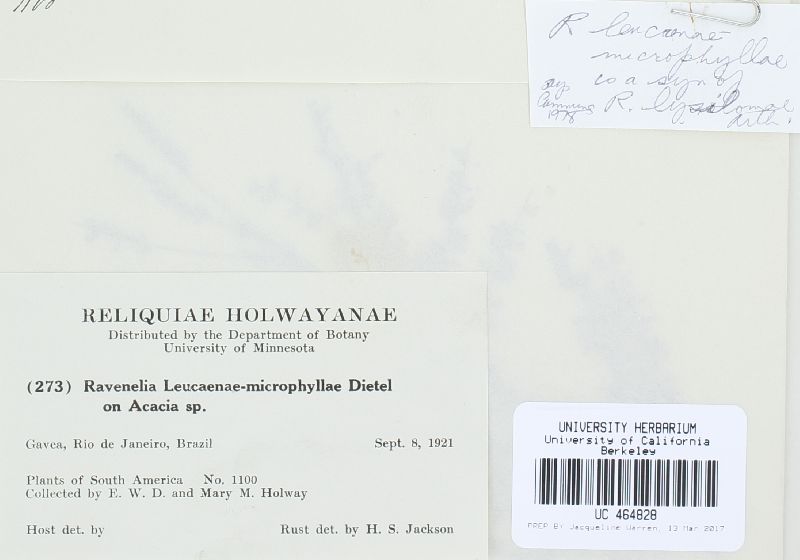 1100
R leucaenae
microphyllae
is a syn of
R. lysilomae
Arth.
Cummins
1978
RELIQUIAE HOLWAYANAE
Distributed by the Department of Botany
University of Minnesota
(273) Ravenelia Leucaenae-microphyllae Dietel
on Acacia sp.
Gavea, Rio de Janeiro, Brazil Sept. 8, 1921
Plants of South America No. 1100
Collected by E. W. D. and Mary M. Holway
Host det. by Rust det. by H. S. Jackson
UNIVERSITY HERBARIUM
University of California
Berkeley
UC 464828
PREP BY Jacqueline Warren, 13 Mar 2017